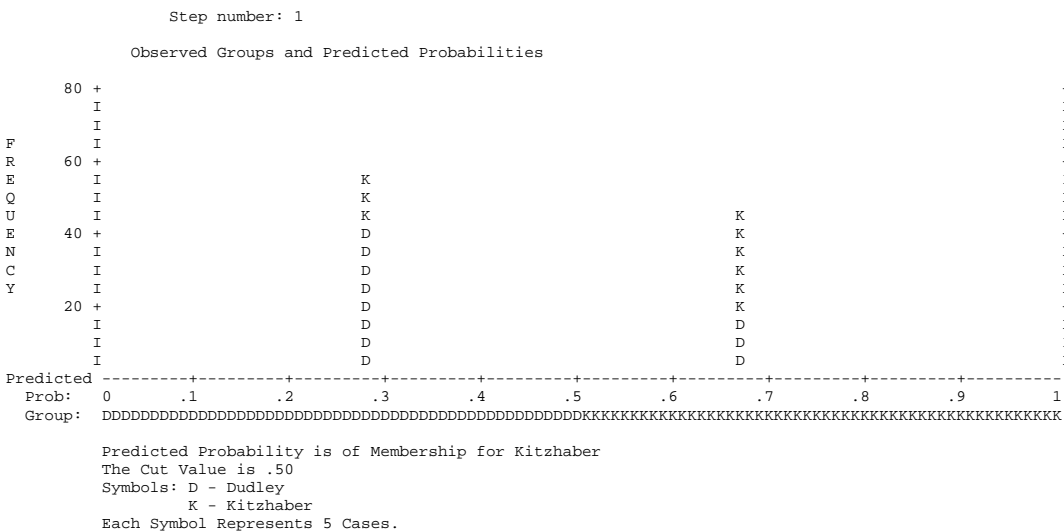 Step number: 1
Observed Groups and Predicted Probabilities
80 +
I
I
F I
R 60 +
E I K
Q I K
U I K K
E 40 + D K
N I D K
C I D K
Y I D K
20 + D K
I D D
I D D
I D D
Predicted ---------+---------+---------+---------+---------+---------+---------+---------+---------+----------
Prob: 0 .1 .2 .3 .4 .5 .6 .7 .8 .9 1
Group: DDDDDDDDDDDDDDDDDDDDDDDDDDDDDDDDDDDDDDDDDDDDDDDDDDKKKKKKKKKKKKKKKKKKKKKKKKKKKKKKKKKKKKKKKKKKKKKKKKKK
Predicted Probability is of Membership for Kitzhaber
The Cut Value is .50
Symbols: D - Dudley
K - Kitzhaber
Each Symbol Represents 5 Cases.